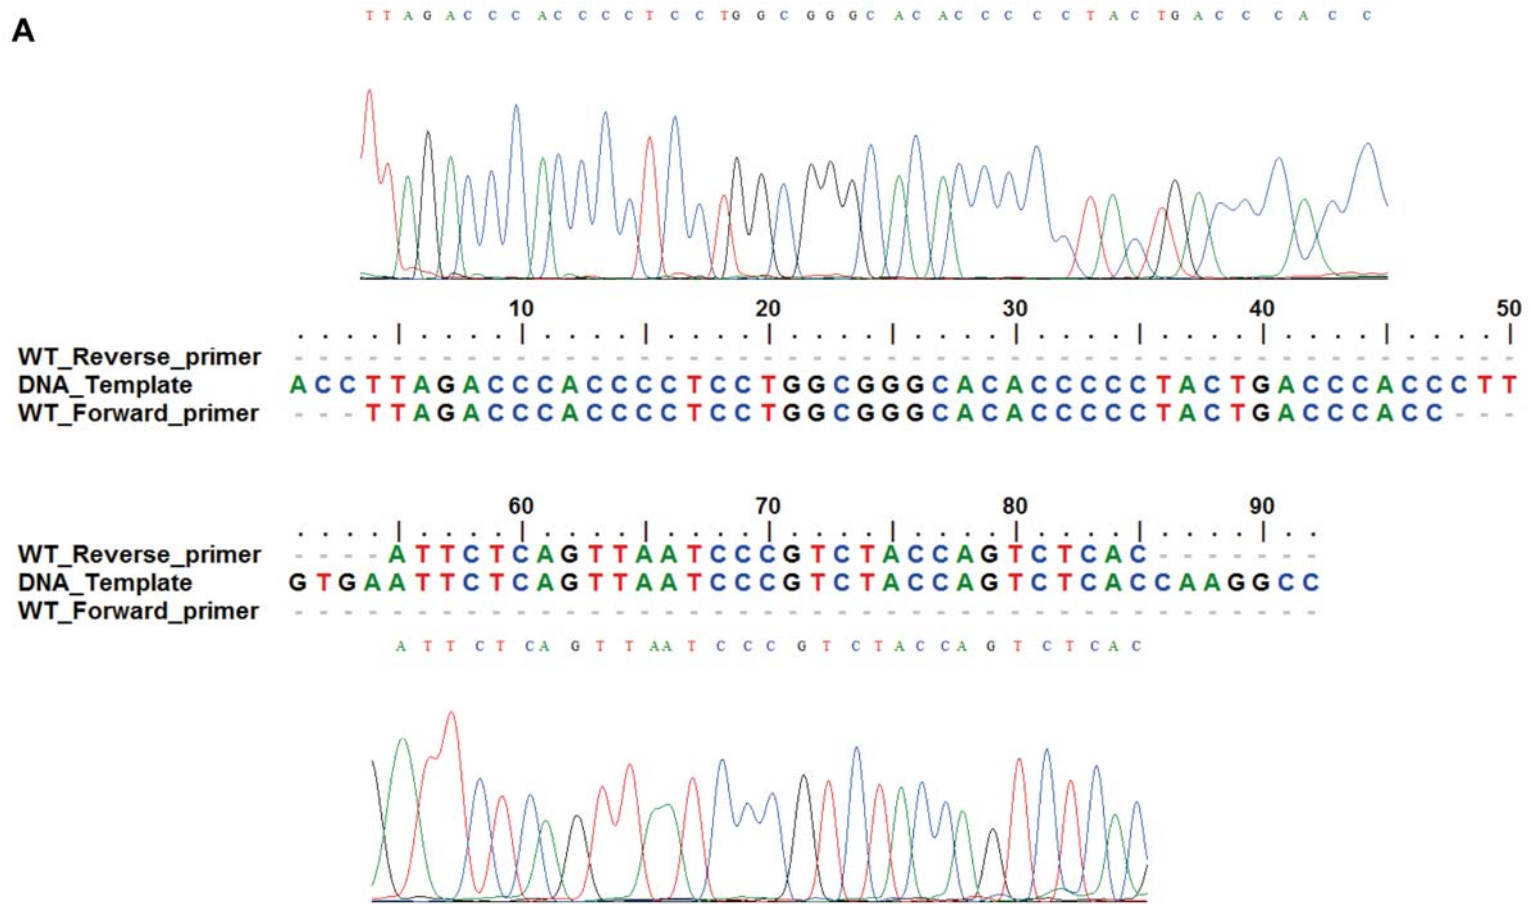 T T A G A C C C A C C C C T C C T G G C G G G C A C A C C C C C T A C T G A C C C A C C
A
10 20 30 40 50
. . . . | . . . . | . . . . | . . . . | . . . . | . . . . | . . . . | . . . . | . . . . | . . . . |
WT_Reverse_primer - - - - - - - - - - - - - - - - - - - - - - - - - - - - - - - - - - - - - - - - - - - - - - - - - -
DNA_Template ACCTTAGACCCACCCCTCCTGGCGGGCACACCCCCTACTGACCCACCCTT
WT_Forward_primer - - - TTAGACCCACCCCTCCTGGCGGGCACACCCCCTACTGACCCACC - - -
60 70 80 90
. . . . | . . . . | . . . . | . . . . | . . . . | . . . . | . . . . | . . . . | . .
WT_Reverse_primer - - - - ATTCTCAGTTAATCCCGTCTACCAGTCTCAC - - - - - - -
DNA_Template GTGAATTCTCAGTTAATCCCGTCTACCAGTCTCACCAAGGCC
WT_Forward_primer - - - - - - - - - - - - - - - - - - - - - - - - - - - - - - - - - - - - - - - - - -
A T T C T C A G T T A A T C C C G T C T A C C A G T C T C A C